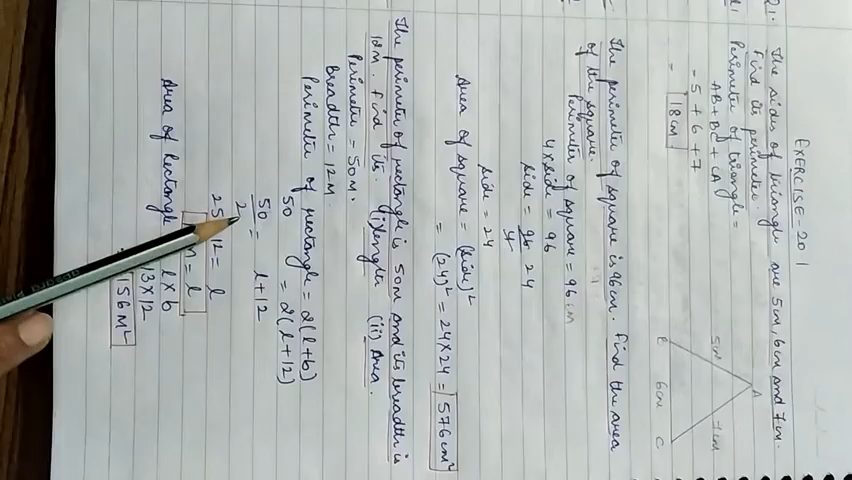 EXERCISE-20.1
Q1. The sides of triangle are 5cm, 6cm and 7cm.
Find its perimeter.
Perimeter of triangle =
AB+BC+CA
= 5+6+7
= 18cm
A
5cm
7cm
B
6cm
C
The perimeter of square is 96cm. Find the area
of the square.
Perimeter of square = 96cm
4×side = 96
side = 96 24
4
side = 24
Area of square = (side)²
= (24)² = 24×24 = 576cm²
The perimeter of rectangle is 50m and its breadth is
12m. find its. (i) length (ii) Area.
Perimeter = 50m.
Breadth = 12m
Perimeter of rectangle = 2(l+b)
50 = 2(l+12)
50 = l+12
2
25 12 = l
m = l
Area of Rectangle l×b
13×12
156m²